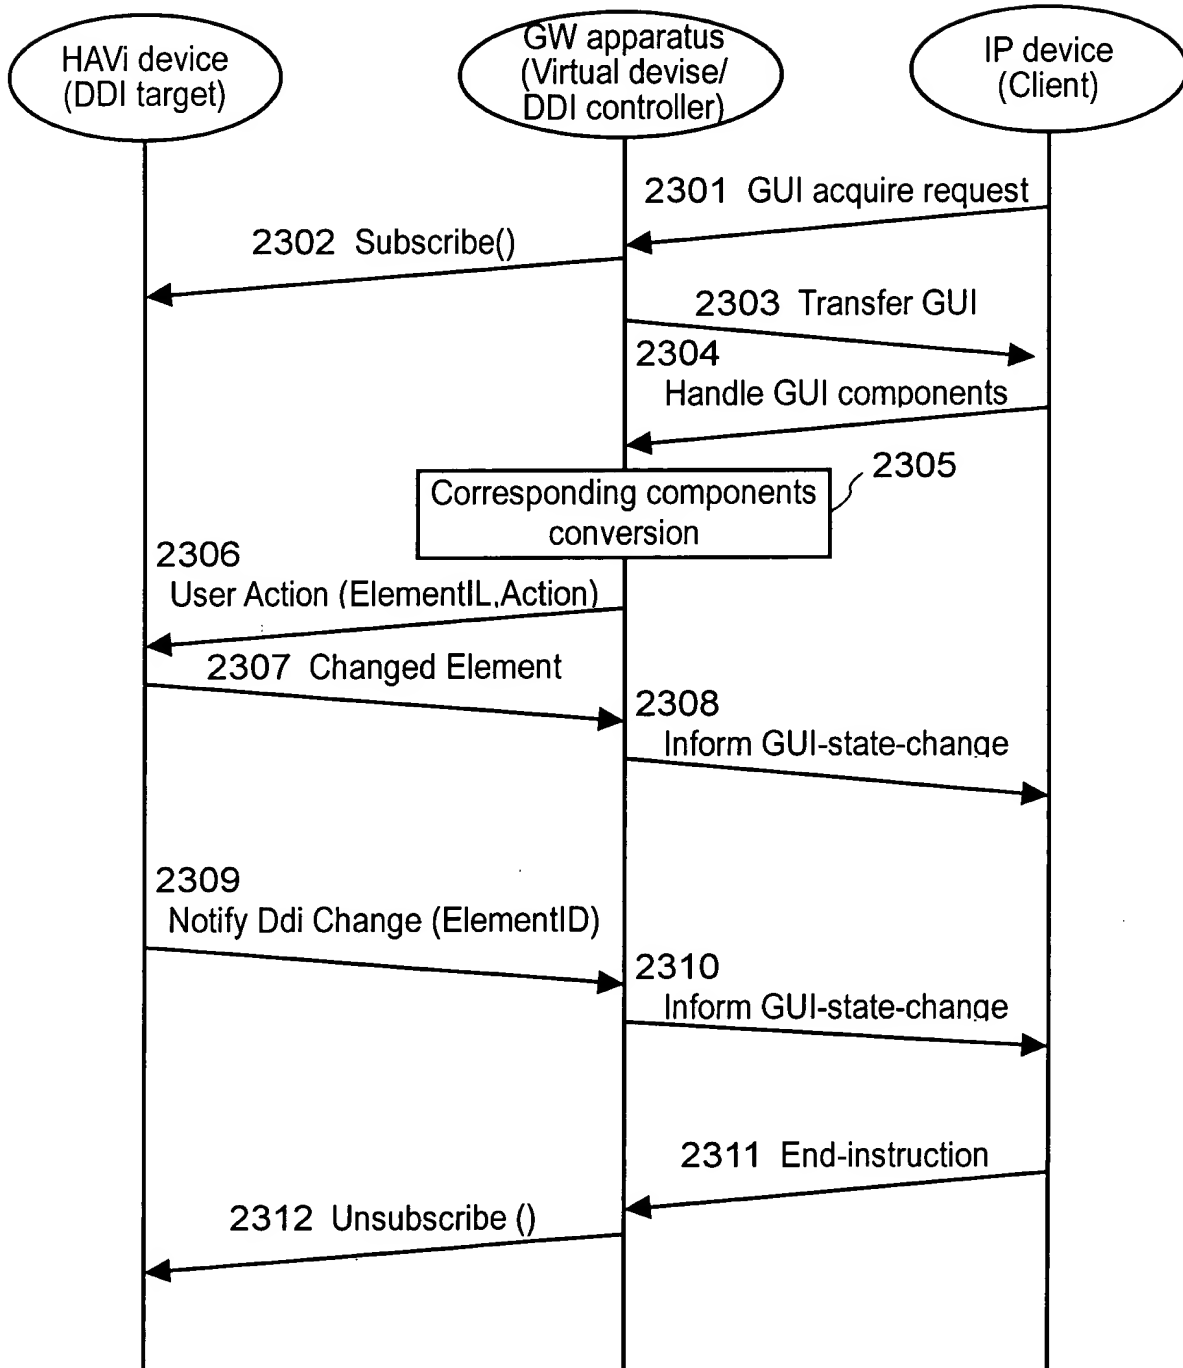 HAVi device
(DDI target)
GW apparatus
(Virtual devise/
DDI controller)
IP device
(Client)
2301 GUI acquire request
2302 Subscribe()
2303 Transfer GUI
2304
Handle GUI components
2305
Corresponding components
conversion
2306
User Action (ElementIL,Action)
2307 Changed Element
2308
Inform GUI-state-change
2309
Notify Ddi Change (ElementID)
2310
Inform GUI-state-change
2311 End-instruction
2312 Unsubscribe ()